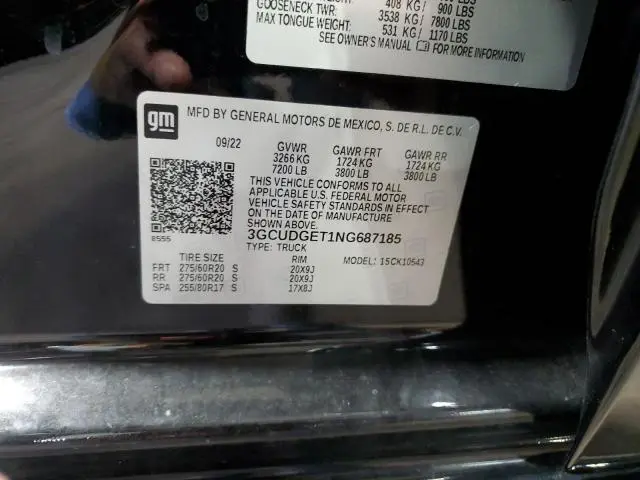 408 KG/ 900 LBS
GOOSENECK TWR: 3538 KG/ 7800 LBS
MAX TONGUE WEIGHT: 531 KG/ 1170 LBS
SEE OWNER'S MANUAL FOR MORE INFORMATION
gm
MFD BY GENERAL MOTORS DE MEXICO, S. DE R.L. DE C.V.
09/22 GVWR GAWR FRT GAWR RR
3266 KG 1724 KG 1724 KG
7200 LB 3800 LB 3800 LB
THIS VEHICLE CONFORMS TO ALL
APPLICABLE U.S. FEDERAL MOTOR
VEHICLE SAFETY STANDARDS IN EFFECT
ON THE DATE OF MANUFACTURE
SHOWN ABOVE.
8555
3GCUDGET1NG687185
TYPE: TRUCK
TIRE SIZE RIM MODEL: 15CK10543
FRT 275/60R20 S 20X9J
RR 275/60R20 S 20X9J
SPA 255/80R17 S 17X8J